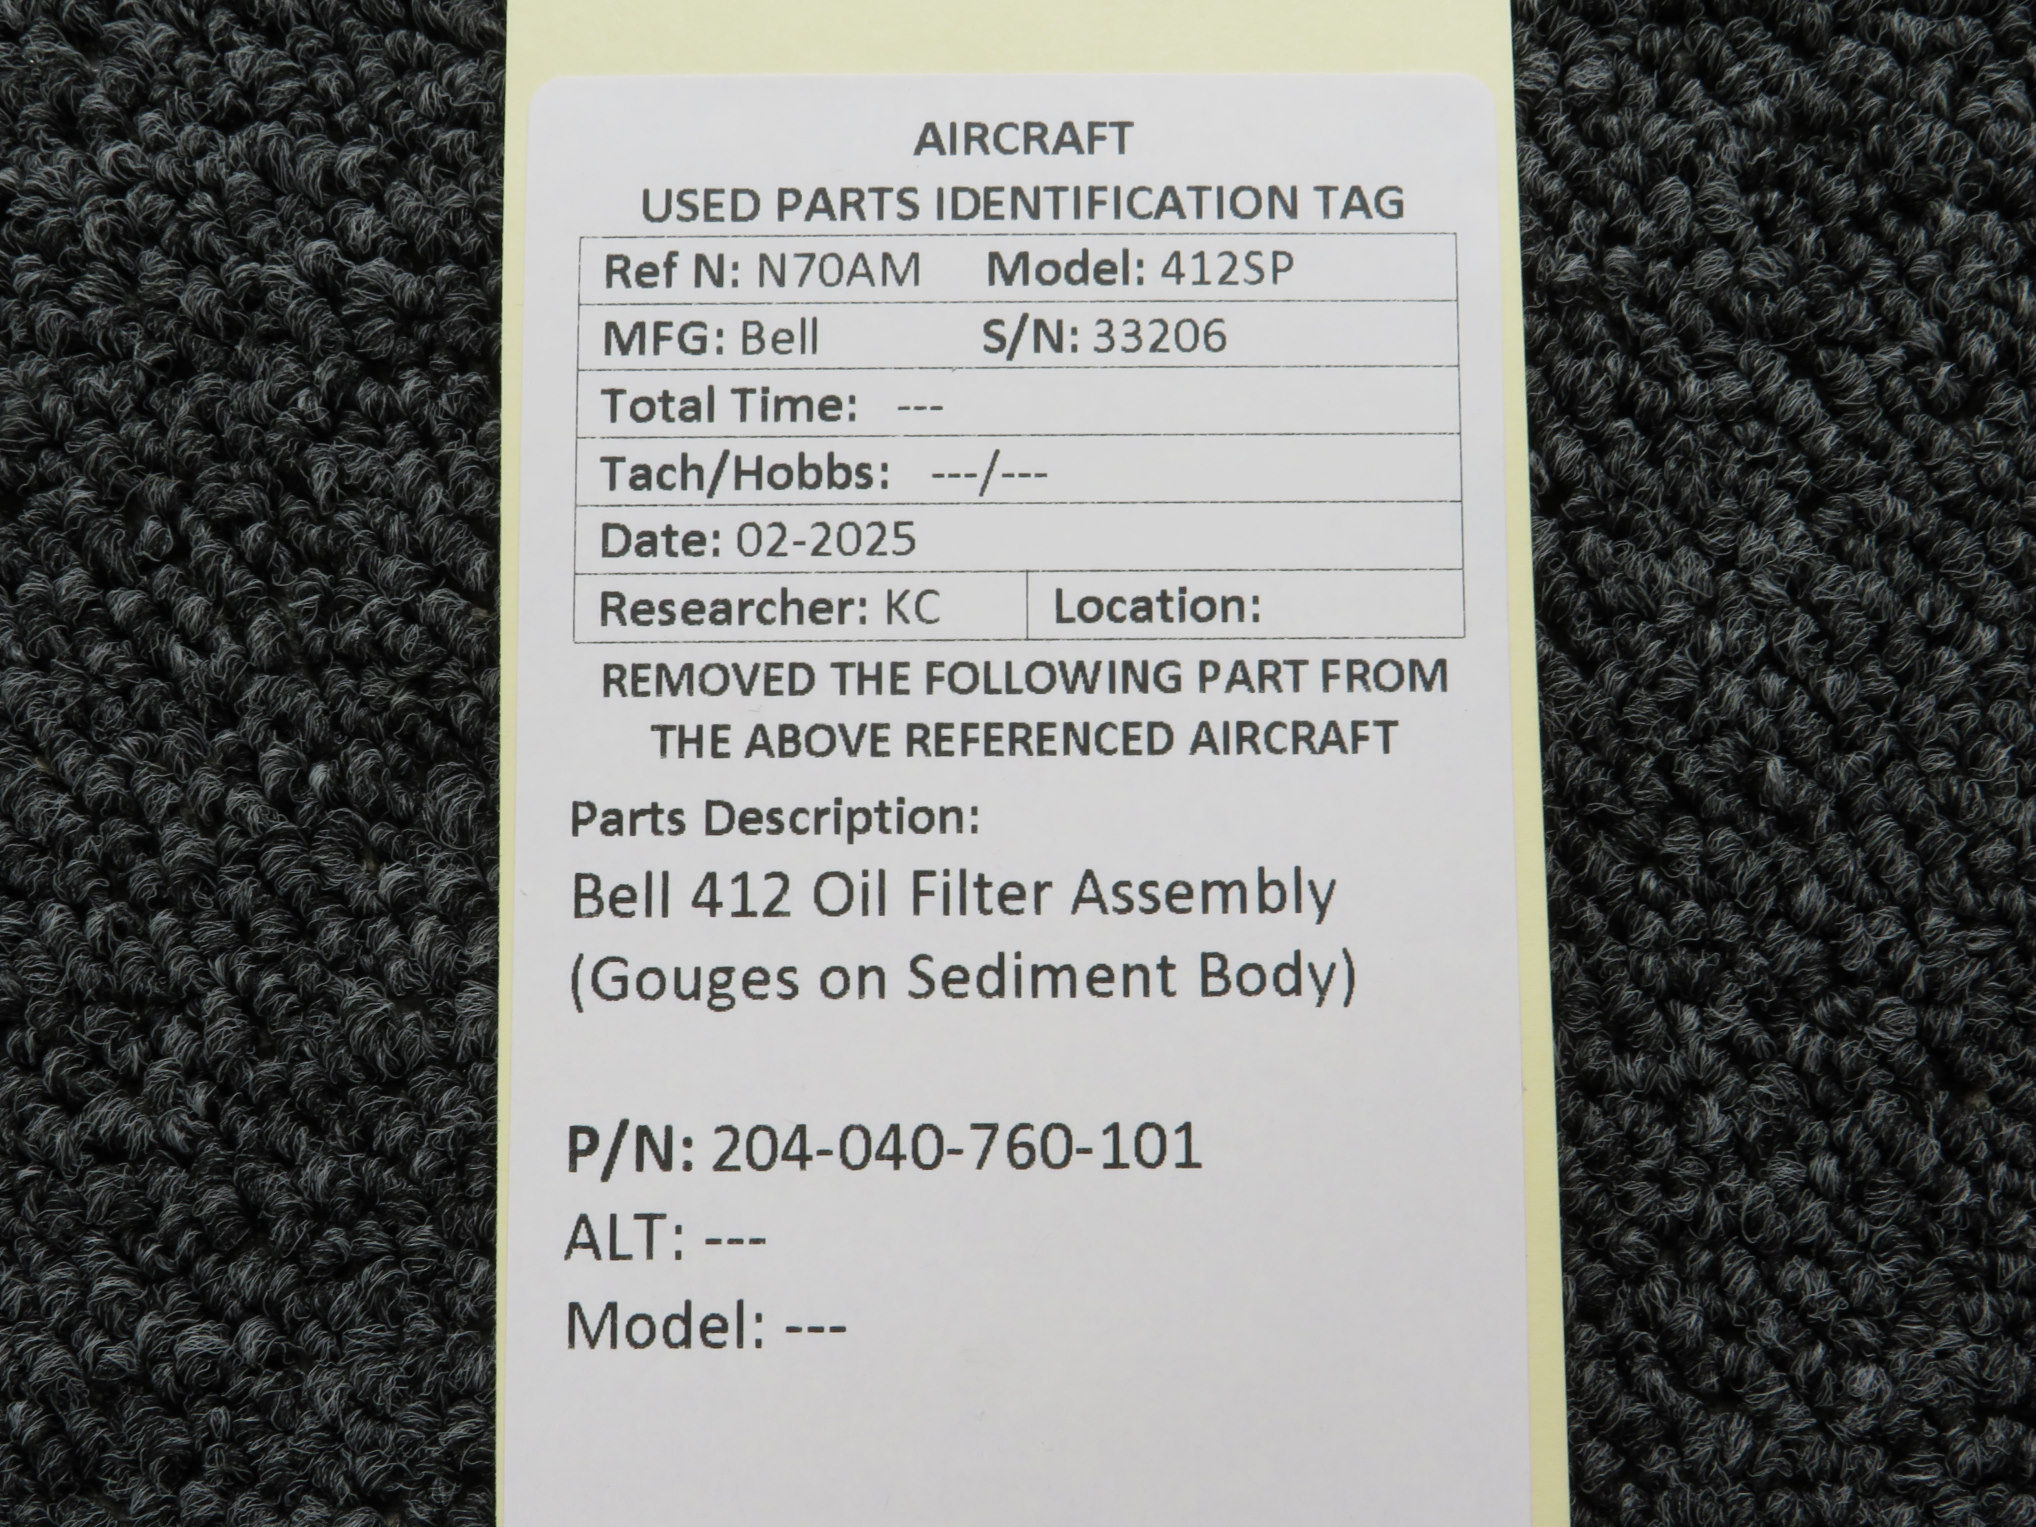 AIRCRAFT
USED PARTS IDENTIFICATION TAG
Ref N: N70AM Model: 412SP
MFG: Bell S/N: 33206
Total Time: ---
Tach/Hobbs: ---/---
Date: 02-2025
Researcher: KC Location:
REMOVED THE FOLLOWING PART FROM
THE ABOVE REFERENCED AIRCRAFT
Parts Description:
Bell 412 Oil Filter Assembly
(Gouges on Sediment Body)
P/N: 204-040-760-101
ALT: ---
Model: ---